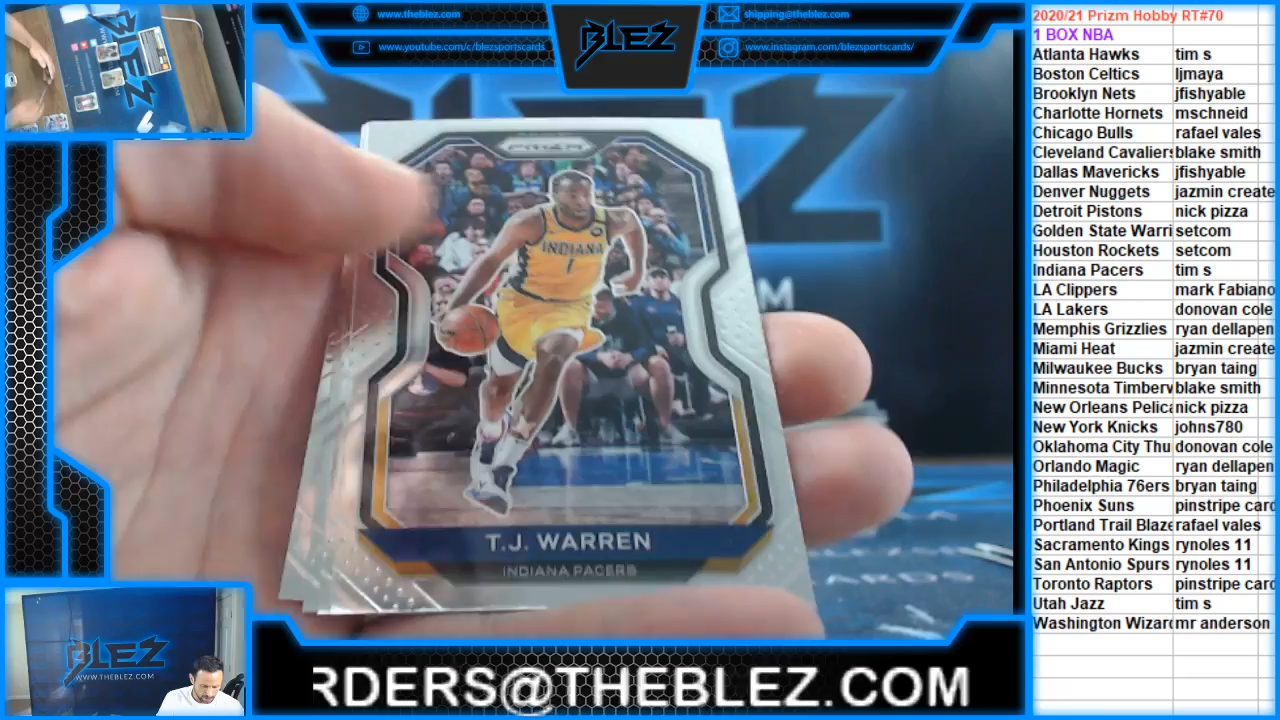 www.theblez.com
www.youtube.com/c/blezsportscards
BLEZ
shipping@theblez.com
www.instagram.com/blezsportscards/
PRIZM
INDIANA
1
T.J. WARREN
INDIANA PACERS
BLEZ
WWW.THEBLEZ.COM
RDERS@THEBLEZ.COM
2020/21 Prizm Hobby RT#70
1 BOX NBA
Atlanta Hawks tim s
Boston Celtics ljmaya
Brooklyn Nets jfishyable
Charlotte Hornets mschneid
Chicago Bulls rafael vales
Cleveland Cavaliers blake smith
Dallas Mavericks jfishyable
Denver Nuggets jazmin create
Detroit Pistons nick pizza
Golden State Warri setcom
Houston Rockets setcom
Indiana Pacers tim s
LA Clippers mark Fabiano
LA Lakers donovan cole
Memphis Grizzlies ryan dellapen
Miami Heat jazmin create
Milwaukee Bucks bryan taing
Minnesota Timberv blake smith
New Orleans Pelica nick pizza
New York Knicks johns780
Oklahoma City Thu donovan cole
Orlando Magic ryan dellapen
Philadelphia 76ers bryan taing
Phoenix Suns pinstripe card
Portland Trail Blaze rafael vales
Sacramento Kings rynoles 11
San Antonio Spurs rynoles 11
Toronto Raptors pinstripe card
Utah Jazz tim s
Washington Wizard mr anderson